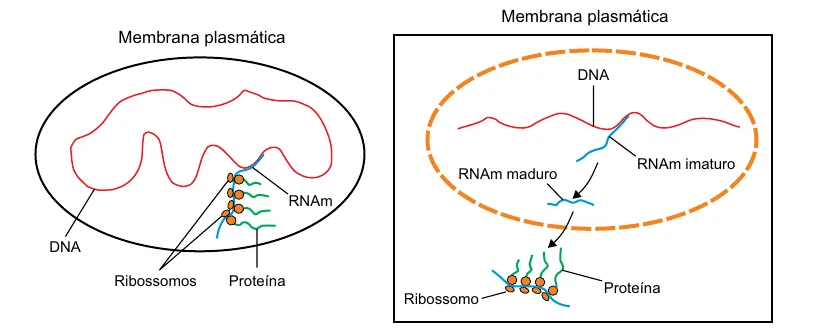 Membrana plasmática
RNAm
DNA
Ribossomos
Proteína
Membrana plasmática
DNA
RNAm imaturo
RNAm maduro
Proteína
Ribossomo